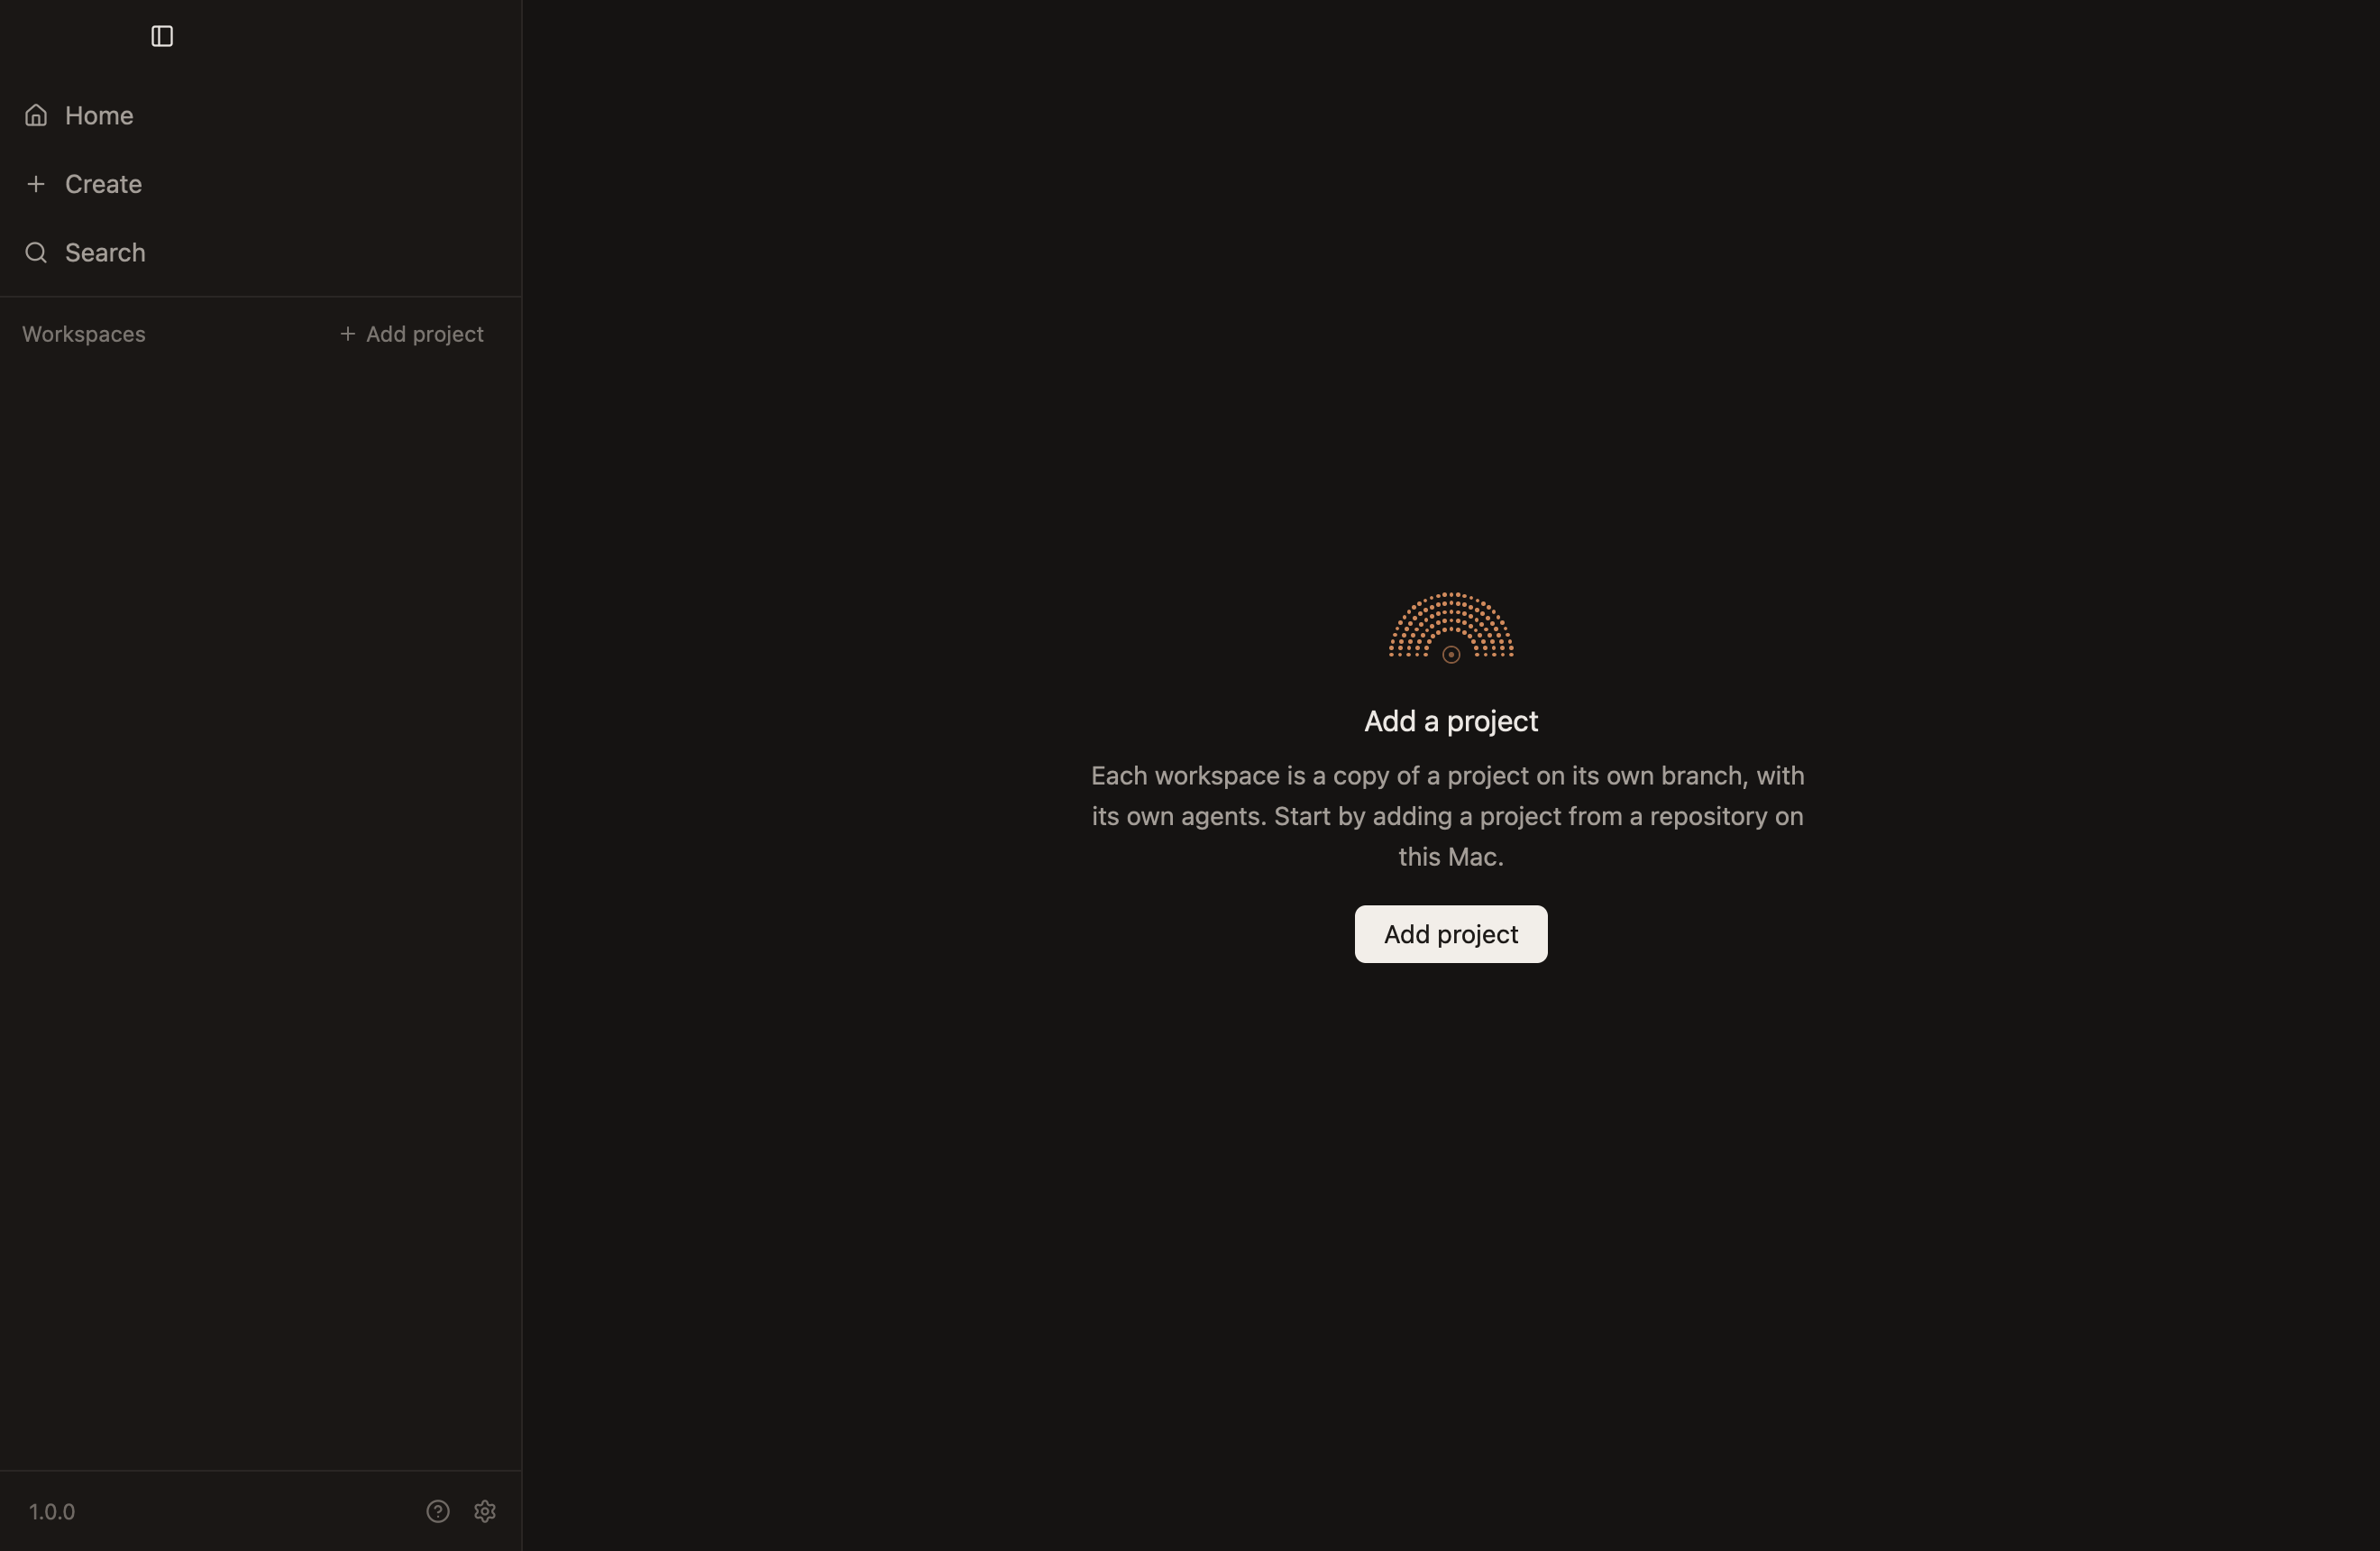 Home
Create
Search
Workspaces
Add project
Add a project
Each workspace is a copy of a project on its own branch, with
its own agents. Start by adding a project from a repository on
this Mac.
Add project
1.0.0